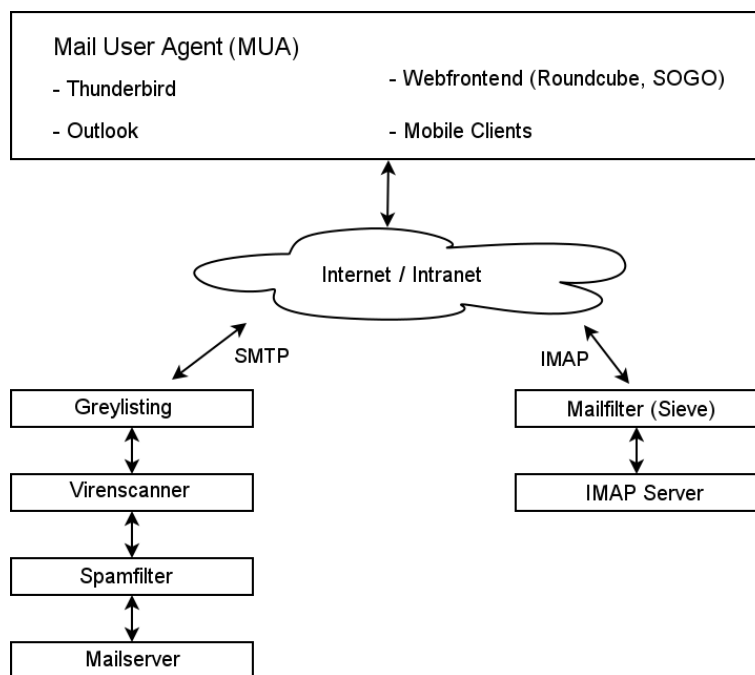 Mail User Agent (MUA)
- Thunderbird
- Outlook
- Webfrontend (Roundcube, SOGO)
- Mobile Clients
Internet / Intranet
SMTP
IMAP
Greylisting
Virenscanner
Spamfilter
Mailserver
Mailfilter (Sieve)
IMAP Server